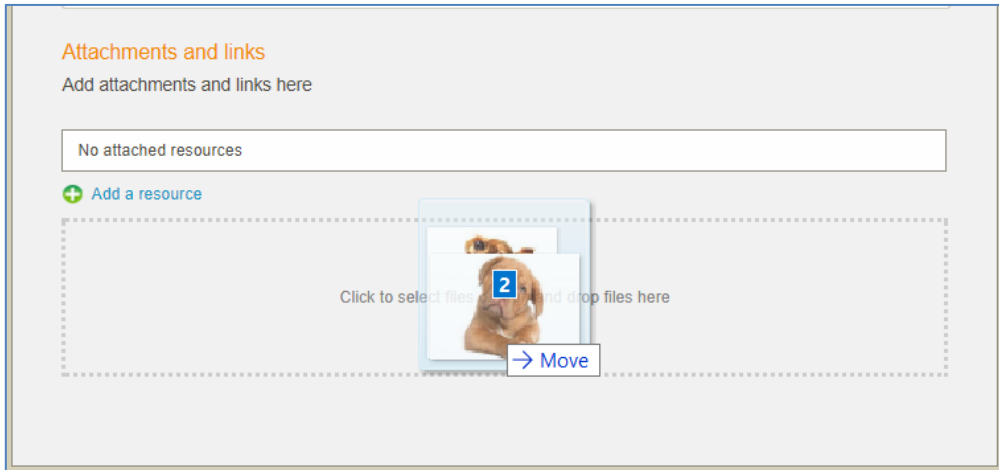 Attachments and links
Add attachments and links here
No attached resources
Add a resource
Click to select files and drop files here
2
→ Move